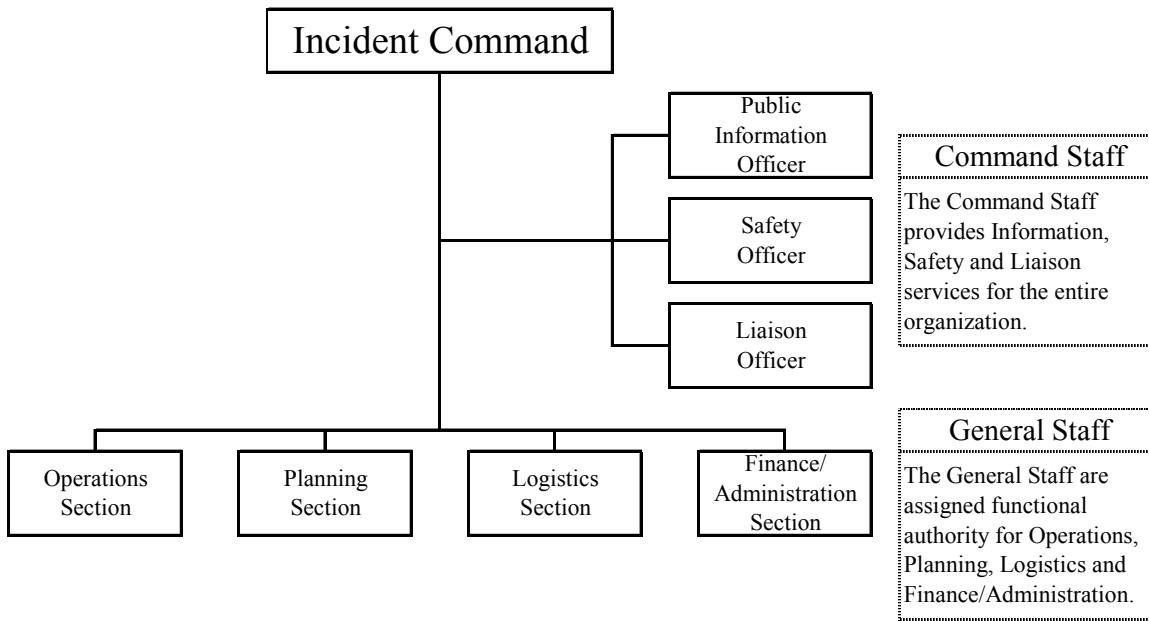 Incident Command
Public
Information
Officer
Safety
Officer
Liaison
Officer
Command Staff
The Command Staff
provides Information,
Safety and Liaison
services for the entire
organization.
Operations
Section
Planning
Section
Logistics
Section
Finance/
Administration
Section
General Staff
The General Staff are
assigned functional
authority for Operations,
Planning, Logistics and
Finance/Administration.